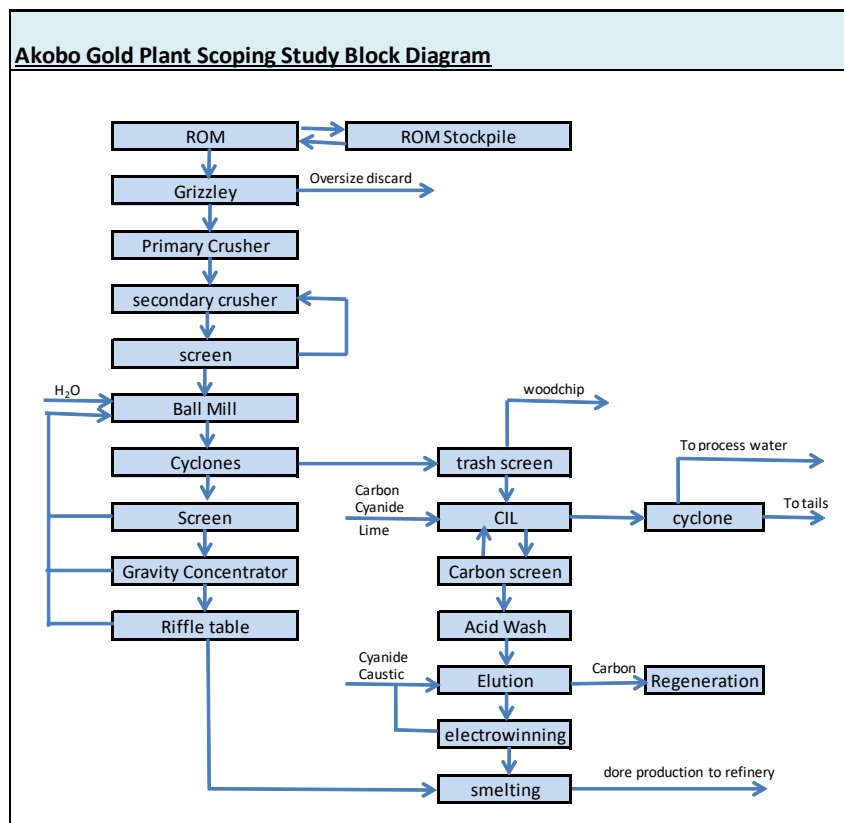 Akobo Gold Plant Scoping Study Block Diagram
ROM
ROM Stockpile
Grizzley
Oversize discard
Primary Crusher
secondary crusher
screen
H₂O
Ball Mill
woodchip
Cyclones
trash screen
To process water
Carbon
Cyanide
Lime
Screen
CIL
cyclone
To tails
Gravity Concentrator
Carbon screen
Riffle table
Acid Wash
Cyanide
Caustic
Elution
Carbon
Regeneration
electrowinning
smelting
dore production to refinery